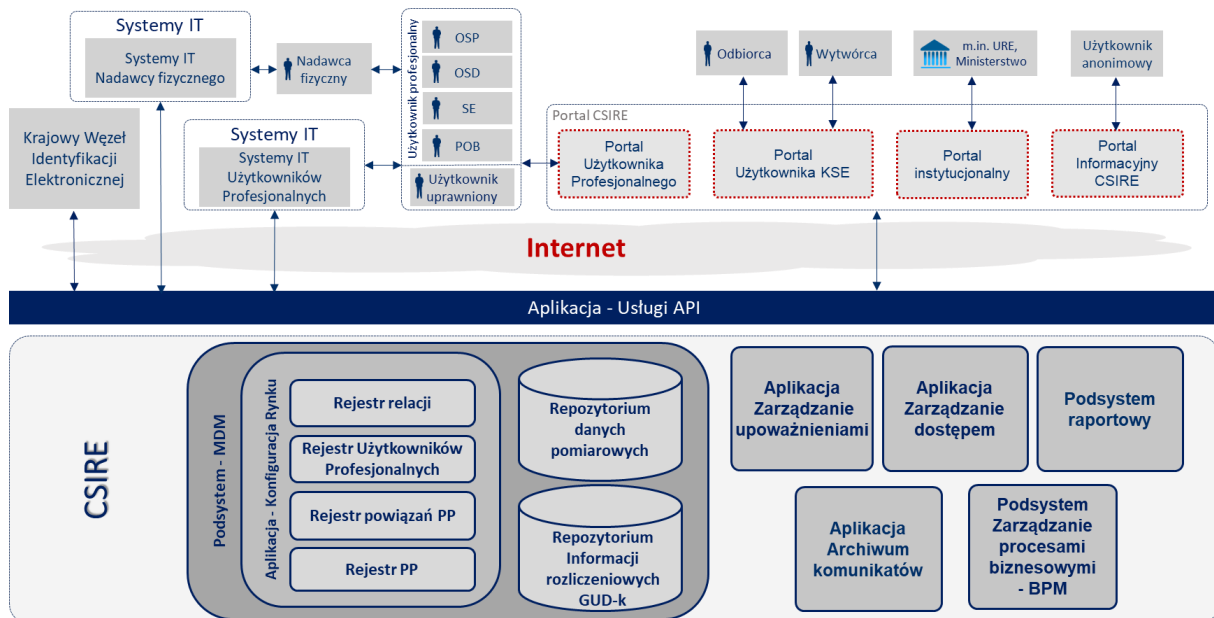 Systemy IT
Systemy IT
Nadawcy fizycznego
Nadawca
fizyczny
Użytkownik profesjonalny
OSP
OSD
SE
POB
Użytkownik
uprawniony
Krajowy Węzeł
Identyfikacji
Elektronicznej
Systemy IT
Systemy IT
Użytkowników
Profesjonalnych
Odbiorca
Wytwórca
m.in. URE,
Ministerstwo
Użytkownik
anonimowy
Portal CSIRE
Portal
Użytkownika
Profesjonalnego
Portal
Użytkownika KSE
Portal
instytucjonalny
Portal
Informacyjny
CSIRE
Internet
Aplikacja - Usługi API
CSIRE
Podsystem - MDM
Aplikacja - Konfiguracja Rynku
Rejestr relacji
Rejestr Użytkowników
Profesjonalnych
Rejestr powiązań PP
Rejestr PP
Repozytorium
danych
pomiarowych
Repozytorium
Informacji
rozliczeniowych
GUD-k
Aplikacja
Zarządzanie
upoważnieniami
Aplikacja
Zarządzanie
dostępem
Podsystem
raportowy
Aplikacja
Archiwum
komunikatów
Podsystem
Zarządzanie
procesami
biznesowymi
- BPM